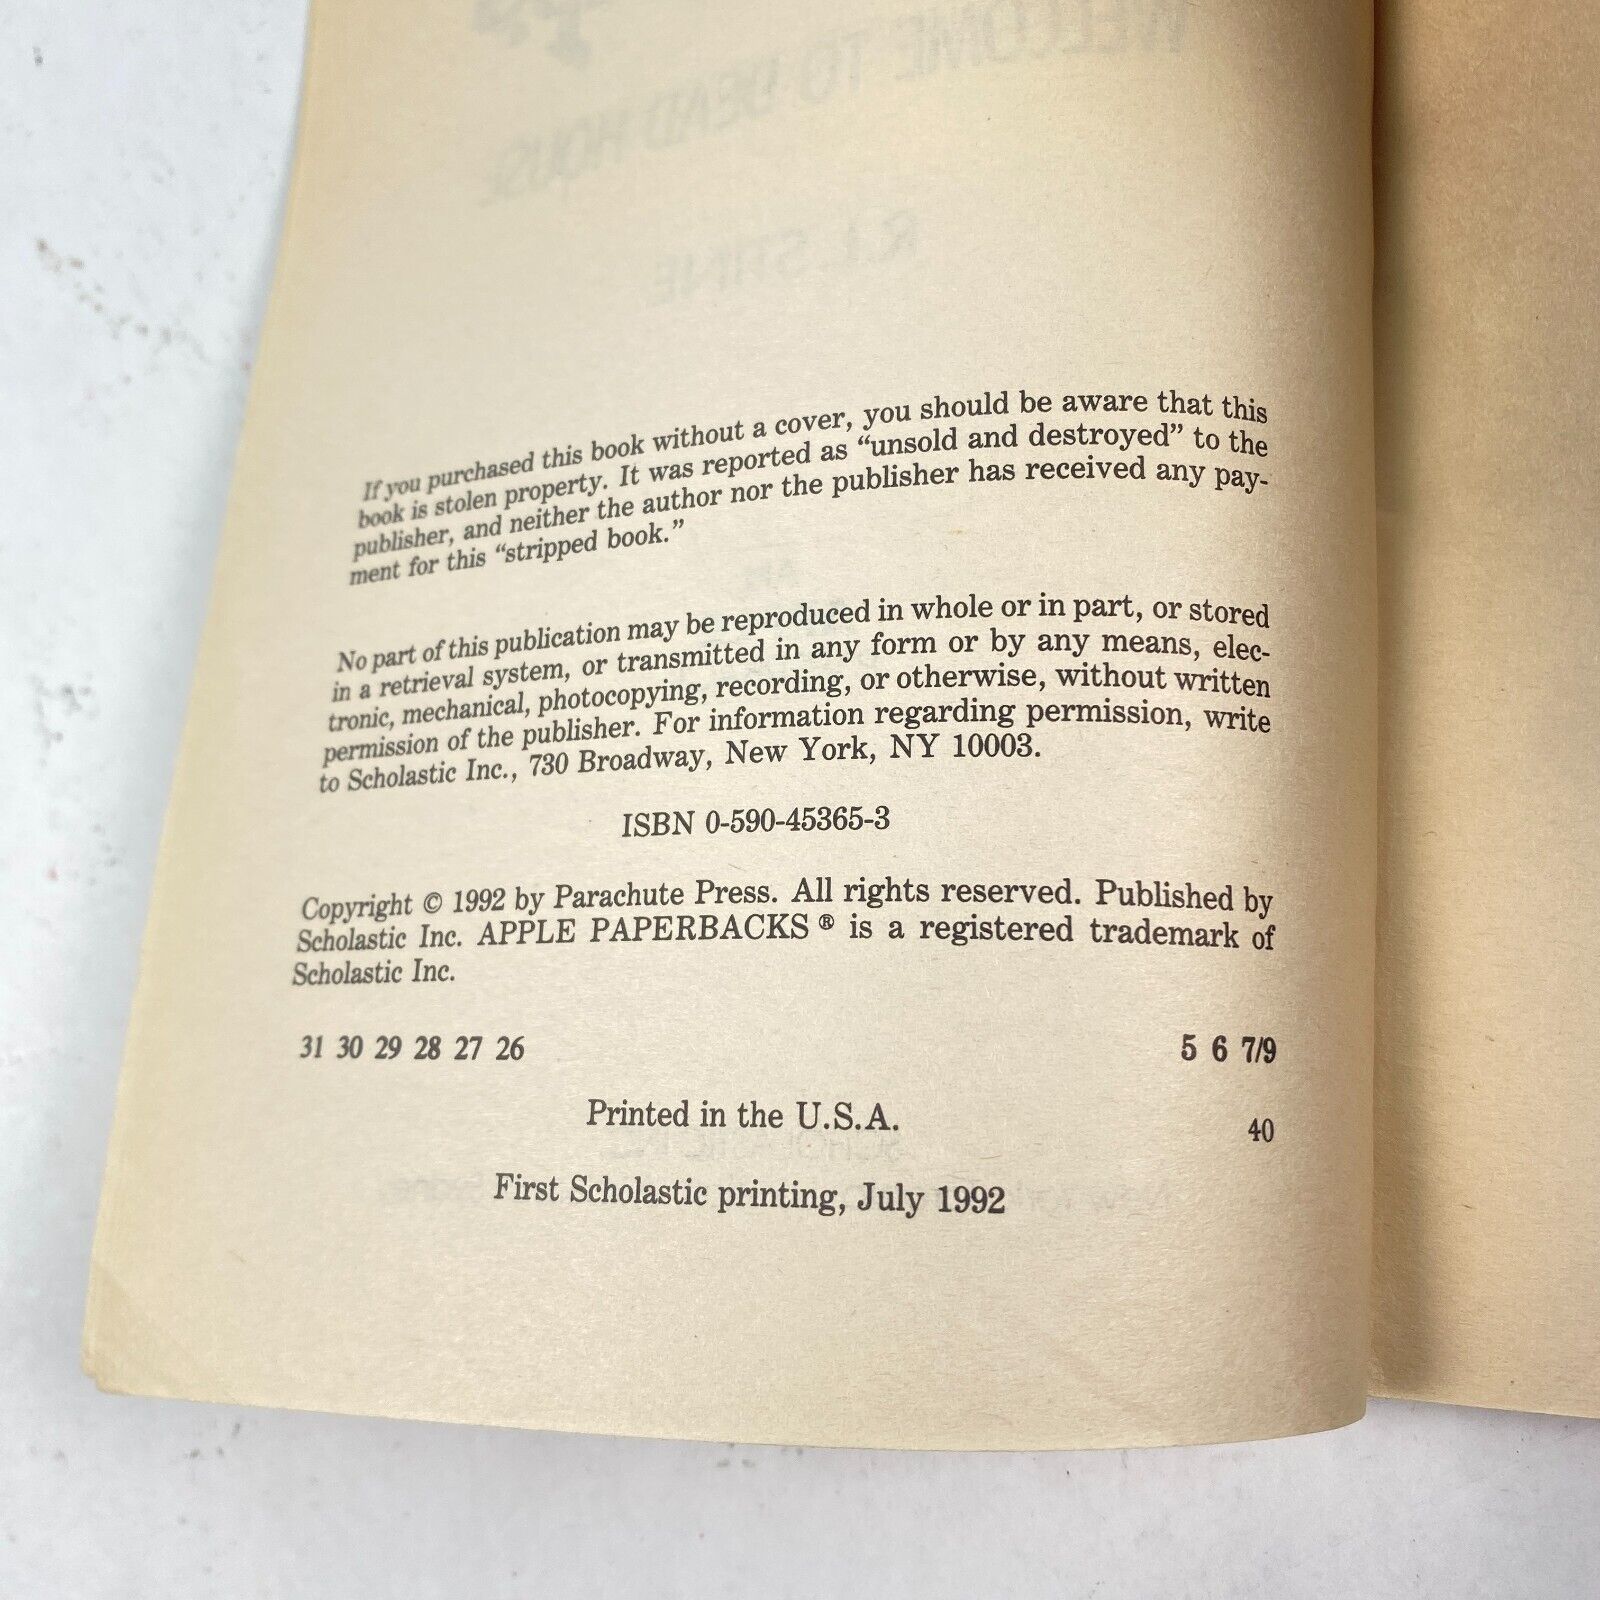 WELCOME TO DEAD HOUSE
R.L. STINE
If you purchased this book without a cover, you should be aware that this
book is stolen property. It was reported as “unsold and destroyed” to the
publisher, and neither the author nor the publisher has received any pay-
ment for this “stripped book.”
No part of this publication may be reproduced in whole or in part, or stored
in a retrieval system, or transmitted in any form or by any means, elec-
tronic, mechanical, photocopying, recording, or otherwise, without written
permission of the publisher. For information regarding permission, write
to Scholastic Inc., 730 Broadway, New York, NY 10003.
ISBN 0-590-45365-3
Copyright © 1992 by Parachute Press. All rights reserved. Published by
Scholastic Inc. APPLE PAPERBACKS ® is a registered trademark of
Scholastic Inc.
31 30 29 28 27 26 5 6 7/9
Printed in the U.S.A. 40
First Scholastic printing, July 1992